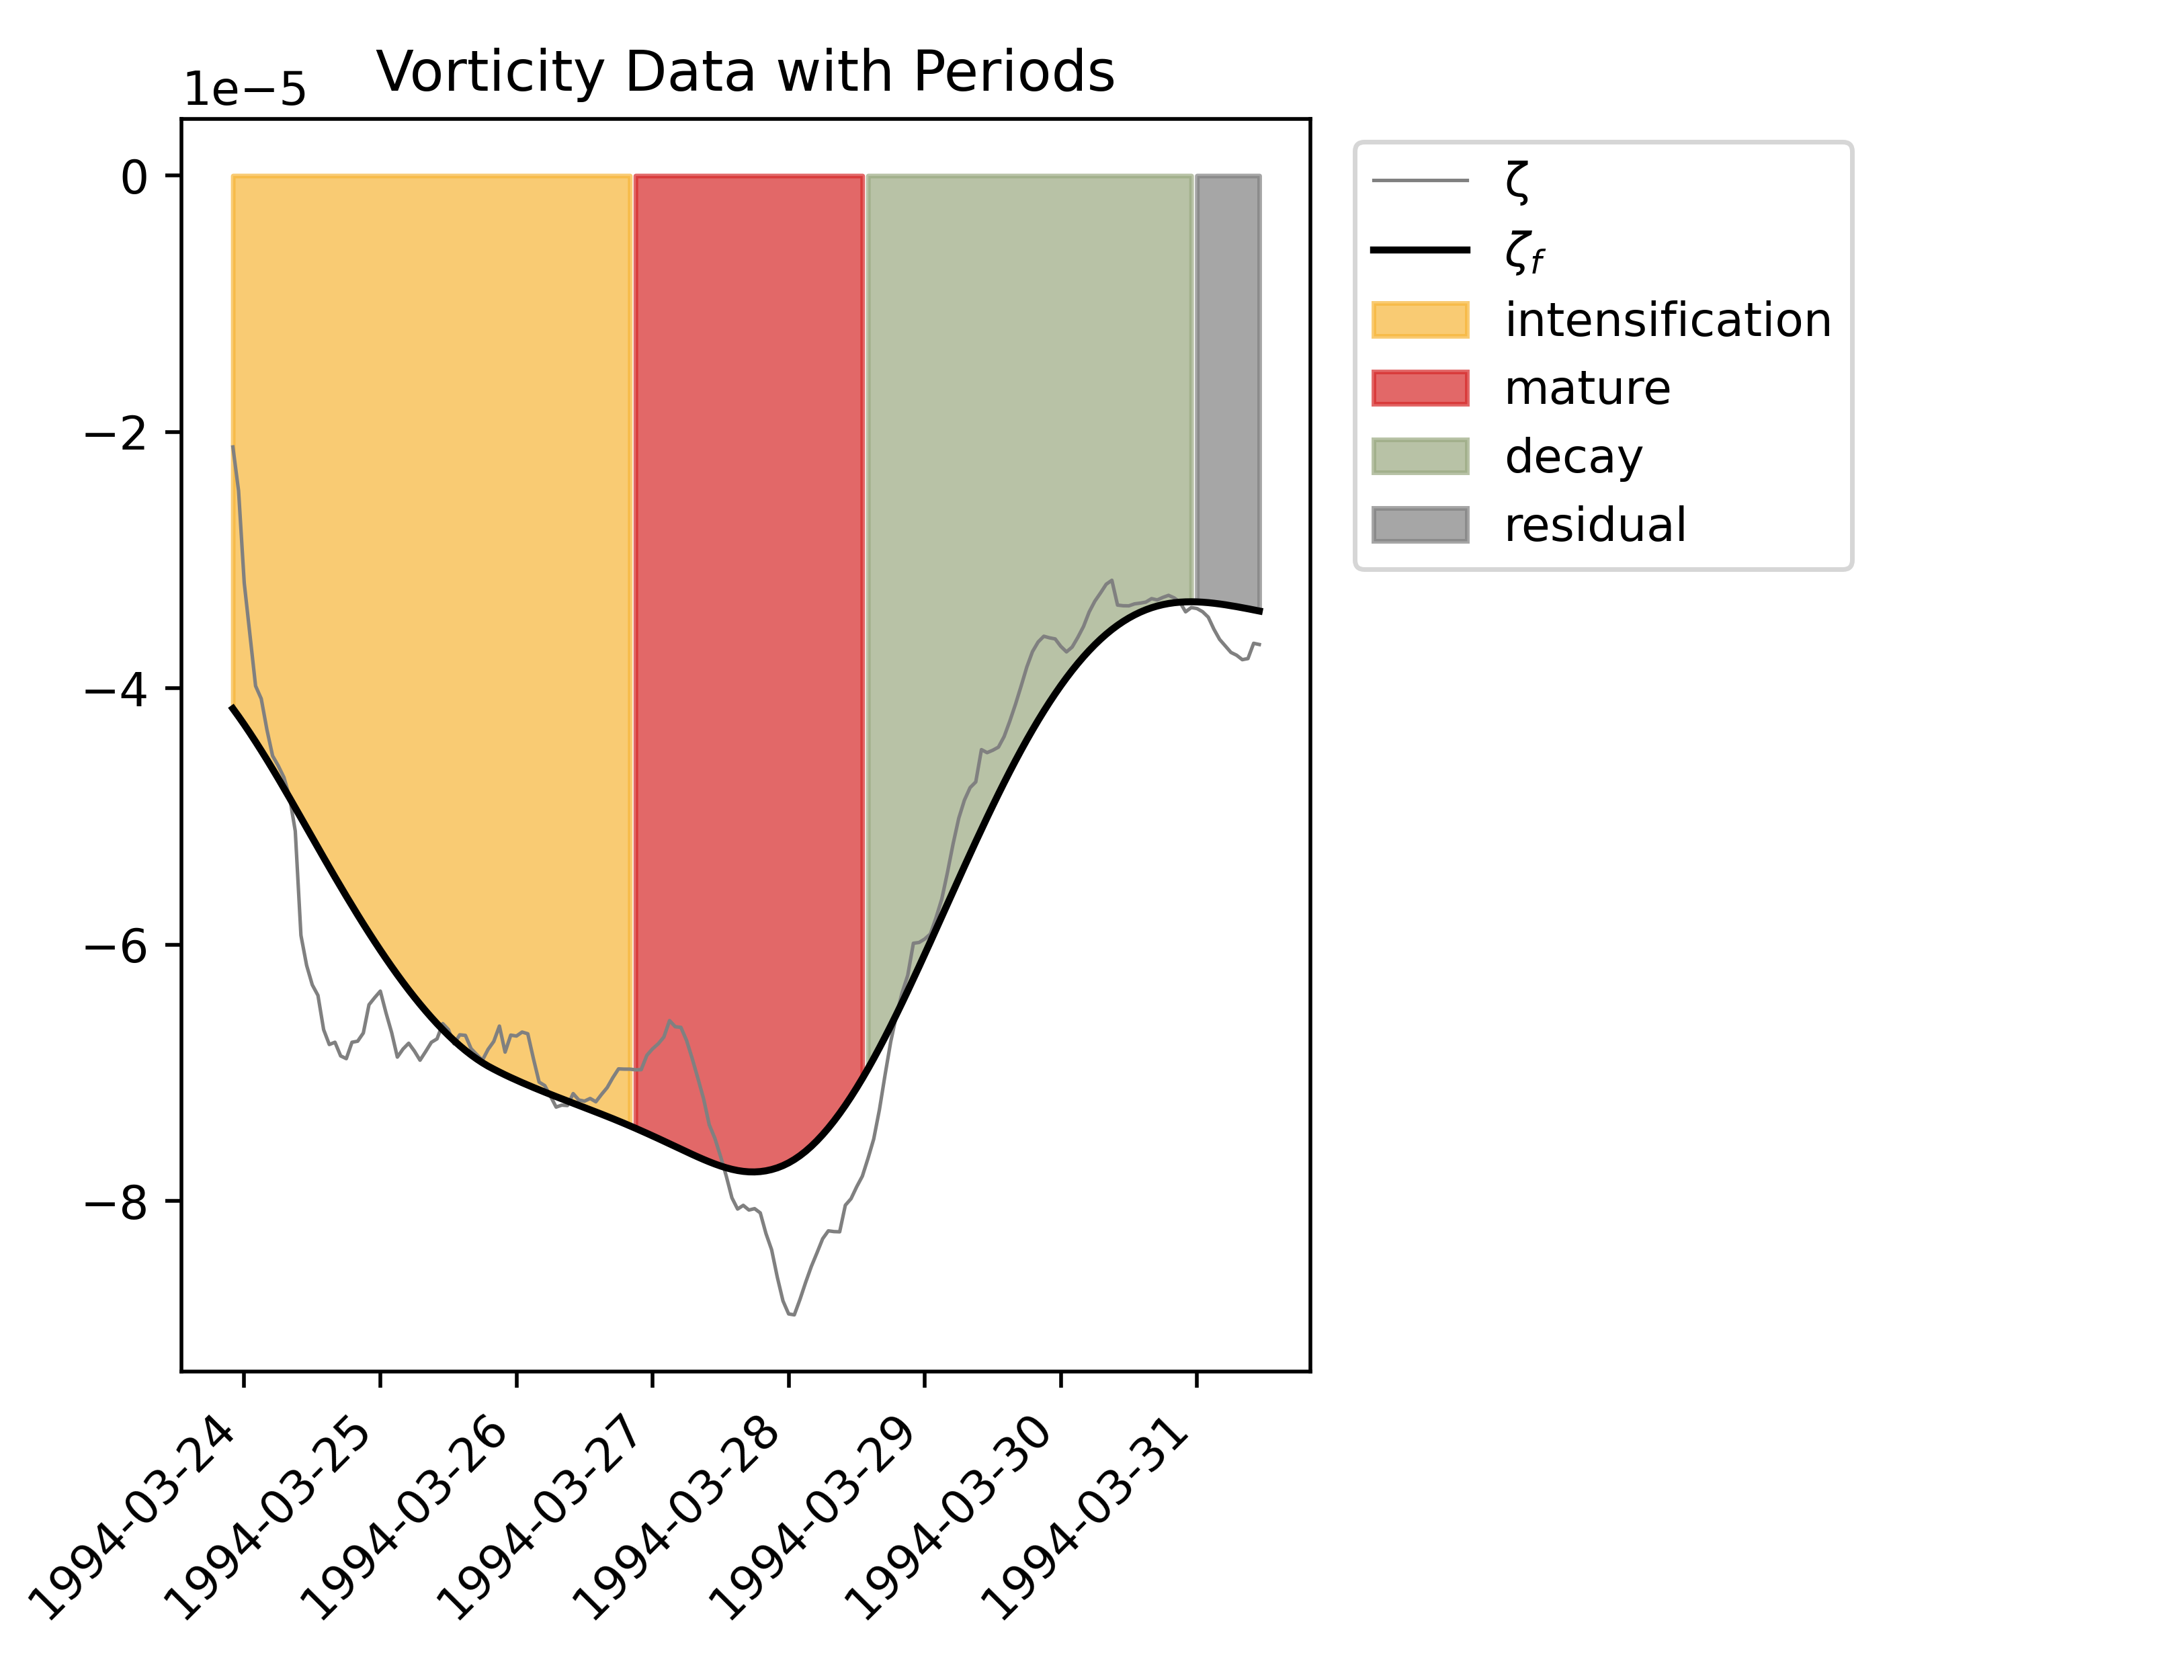 Vorticity Data with Periods
1e−5
0
−2
−4
−6
−8
1994-03-24
1994-03-25
1994-03-26
1994-03-27
1994-03-28
1994-03-29
1994-03-30
1994-03-31
ζ
ζf
intensification
mature
decay
residual